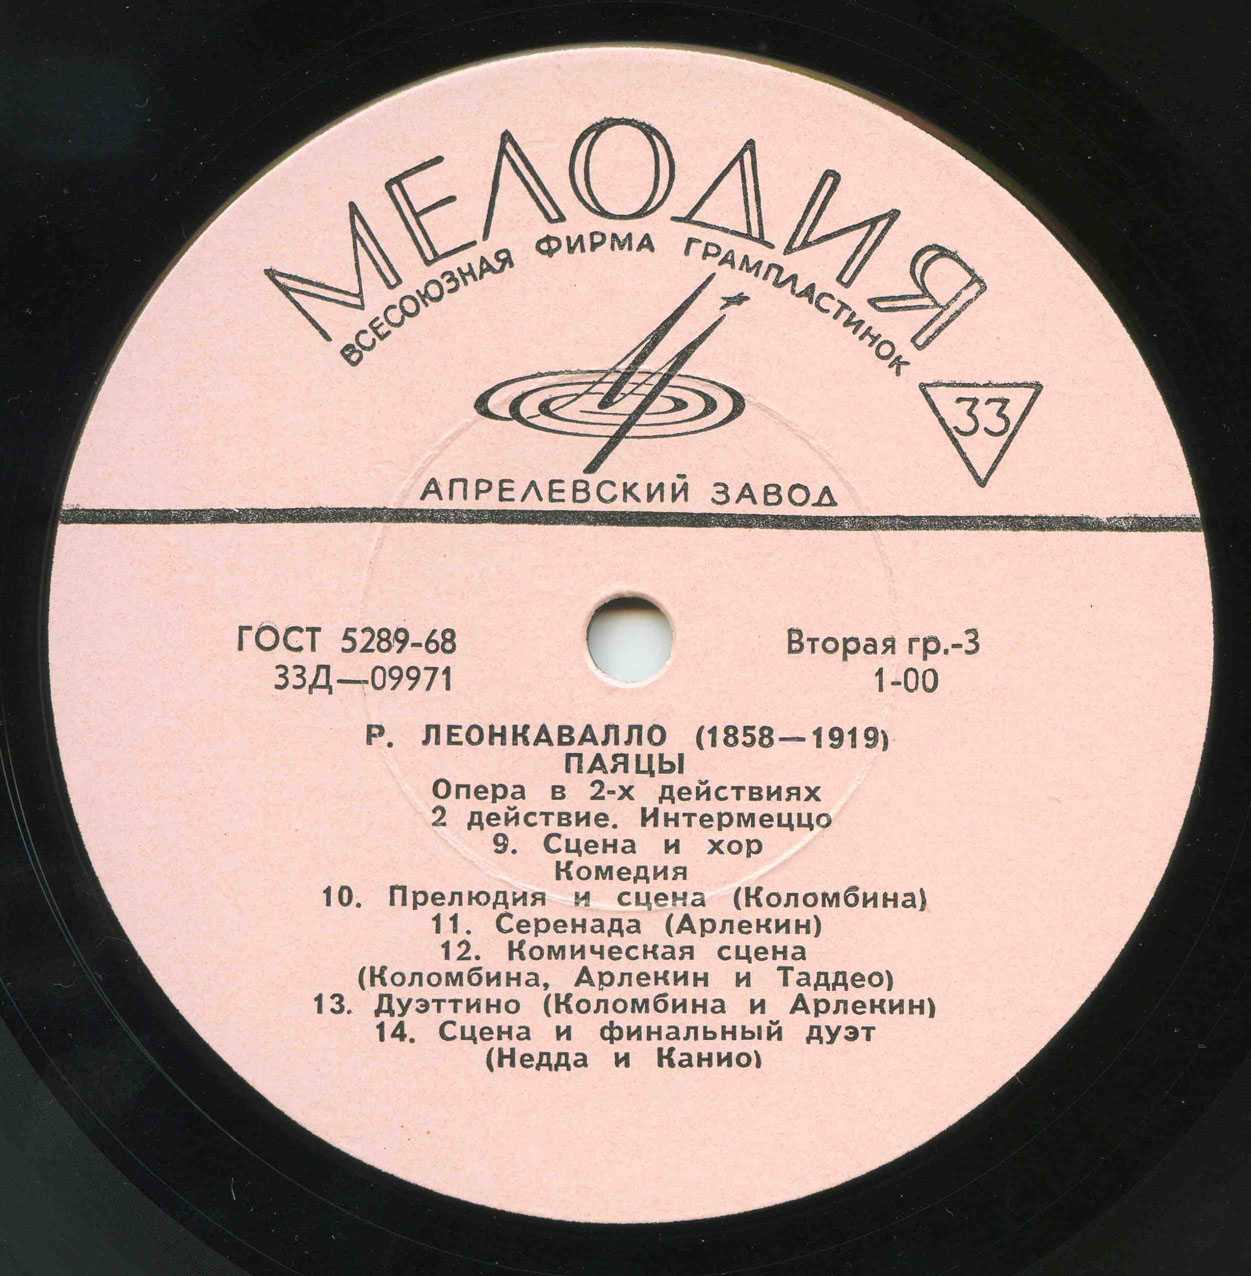 МЕЛОДИЯ
ВСЕСОЮЗНАЯ ФИРМА ГРАМПЛАСТИНОК
33
АПРЕЛЕВСКИЙ ЗАВОД
ГОСТ 5289-68
33Д—09971
Вторая гр.-3
1-00
Р. ЛЕОНКАВАЛЛО (1858—1919)
ПАЯЦЫ
Опера в 2-х действиях
2 действие. Интермеццо
9. Сцена и хор
Комедия
10. Прелюдия и сцена (Коломбина)
11. Серенада (Арлекин)
12. Комическая сцена
(Коломбина, Арлекин и Таддео)
13. Дуэттино (Коломбина и Арлекин)
14. Сцена и финальный дуэт
(Недда и Канио)